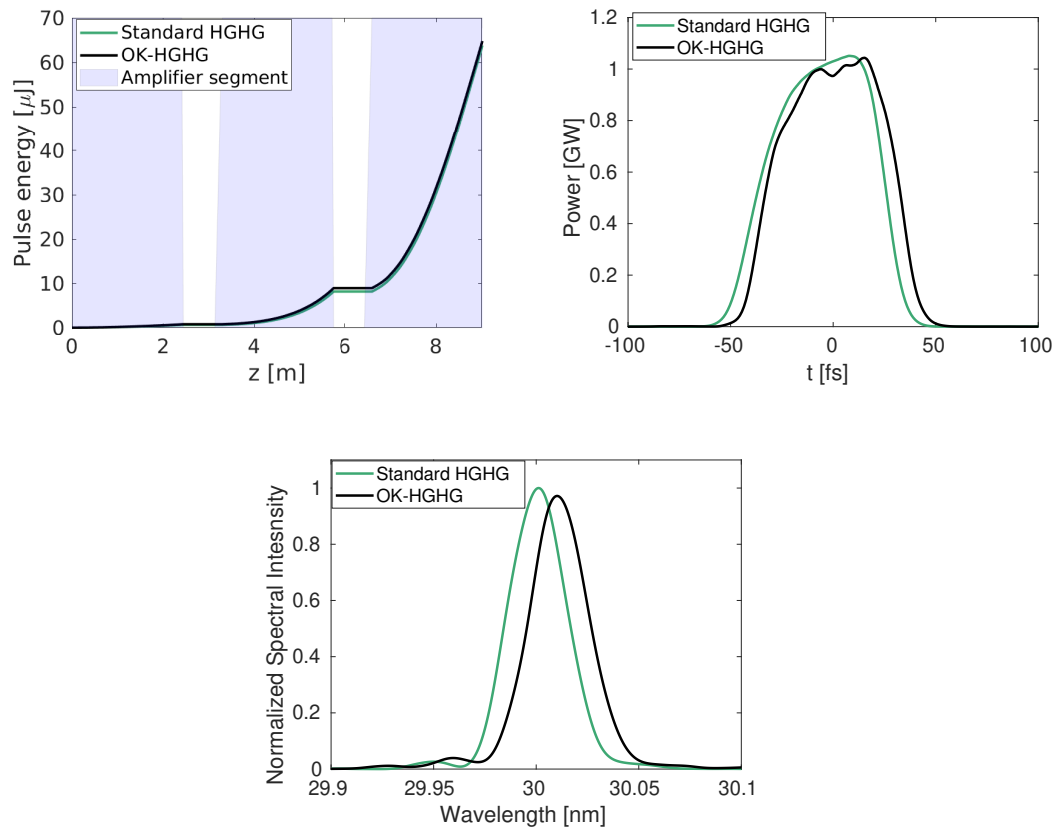 Standard HGHG
OK-HGHG
Amplifier segment
Pulse energy [μJ]
70
60
50
40
30
20
10
0
0 2 4 6 8
z [m]
Standard HGHG
OK-HGHG
Power [GW]
1.2
1
0.8
0.6
0.4
0.2
0
-100 -50 0 50 100
t [fs]
Standard HGHG
OK-HGHG
Normalized Spectral Intesnsity
1
0.8
0.6
0.4
0.2
0
29.9 29.95 30 30.05 30.1
Wavelength [nm]